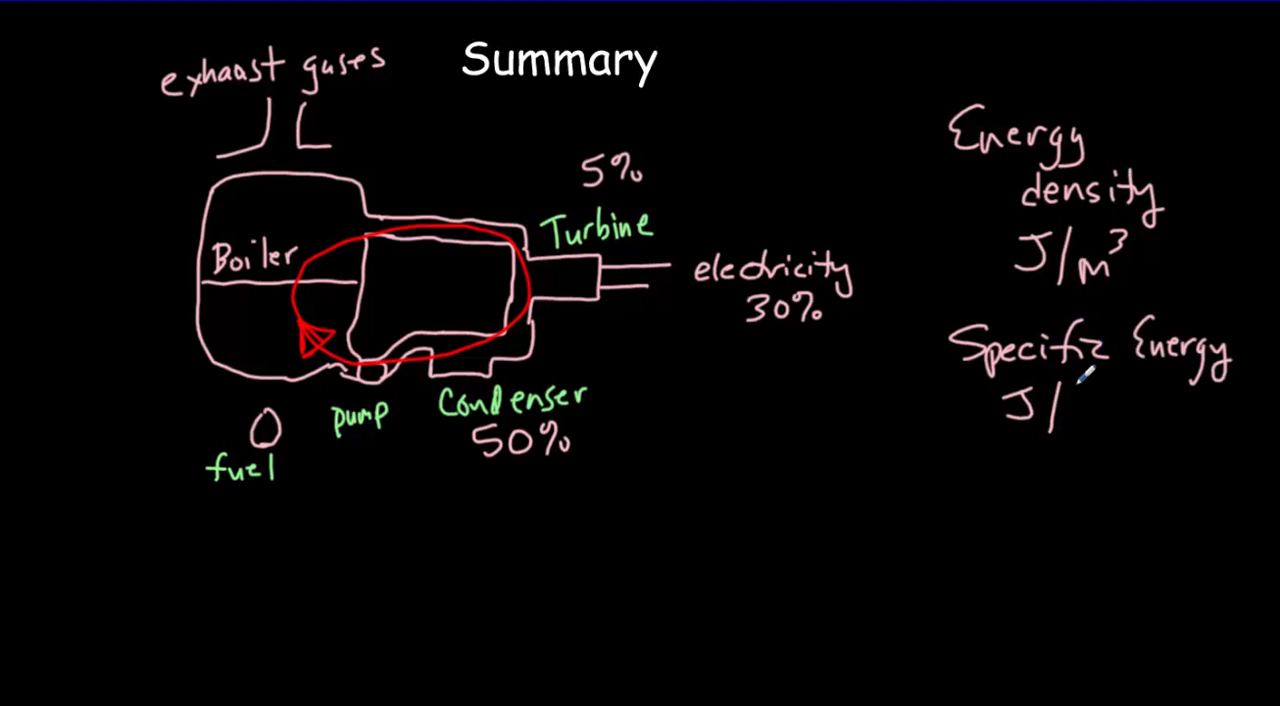 Summary
exhaust gases
5%
Turbine
Boiler
electricity
30%
Condenser
50%
pump
fuel
Energy
density
J/m³
Specific Energy
J/